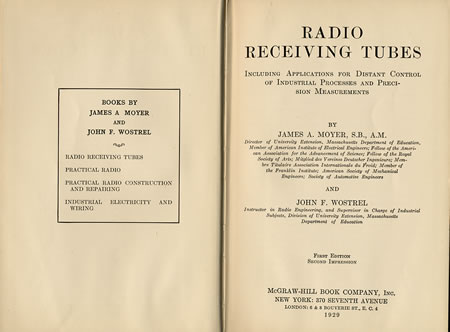 BOOKS BY
JAMES A MOYER
AND
JOHN F. WOSTREL
RADIO RECEIVING TUBES
PRACTICAL RADIO
PRACTICAL RADIO CONSTRUCTION
AND REPAIRING
INDUSTRIAL ELECTRICITY AND
WIRING
RADIO
RECEIVING TUBES
INCLUDING APPLICATIONS FOR DISTANT CONTROL
OF INDUSTRIAL PROCESSES AND PRECI-
SION MEASUREMENTS
BY
JAMES A. MOYER, S.B., A.M.
Director of University Extension, Massachusetts Department of Education,
Member of American Institute of Electrical Engineers; Fellow of the Ameri-
can Association for the Advancement of Science; Fellow of the Royal
Society of Arts; Mitglied des Vereines Deutscher Ingenieure; Mem-
bre Titulaire Association Internationale du Froid; Member of
the Franklin Institute; American Society of Mechanical
Engineers; Society of Automotive Engineers
AND
JOHN F. WOSTREL
Instructor in Radio Engineering, and Supervisor in Charge of Industrial
Subjects, Division of University Extension, Massachusetts
Department of Education
FIRST EDITION
SECOND IMPRESSION
McGRAW-HILL BOOK COMPANY, INC.
NEW YORK: 370 SEVENTH AVENUE
LONDON: 6 & 8 BOUVERIE ST., E. C. 4
1929